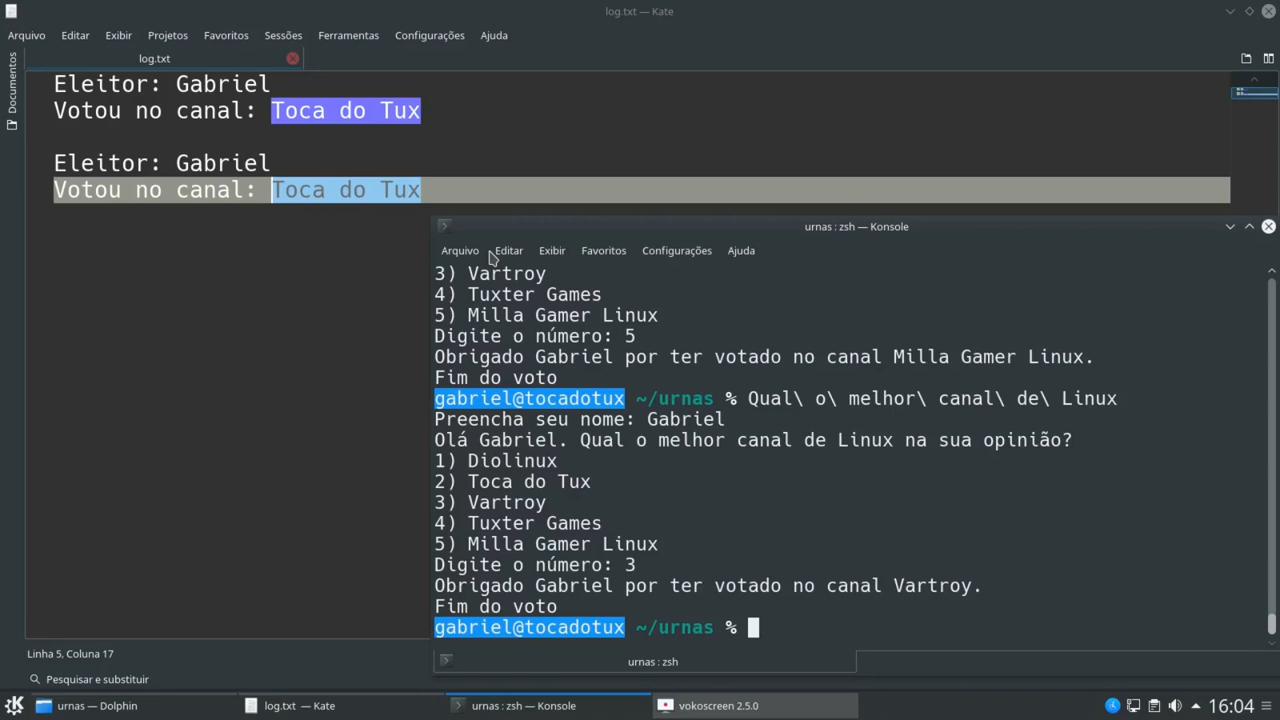 log.txt — Kate
Arquivo Editar Exibir Projetos Favoritos Sessões Ferramentas Configurações Ajuda
Documentos
log.txt
Eleitor: Gabriel
Votou no canal: Toca do Tux
Eleitor: Gabriel
Votou no canal: Toca do Tux
urnas : zsh — Konsole
Arquivo Editar Exibir Favoritos Configurações Ajuda
3) Vartroy
4) Tuxter Games
5) Milla Gamer Linux
Digite o número: 5
Obrigado Gabriel por ter votado no canal Milla Gamer Linux.
Fim do voto
gabriel@tocadotux ~/urnas % Qual\ o\ melhor\ canal\ de\ Linux
Preencha seu nome: Gabriel
Olá Gabriel. Qual o melhor canal de Linux na sua opinião?
1) Diolinux
2) Toca do Tux
3) Vartroy
4) Tuxter Games
5) Milla Gamer Linux
Digite o número: 3
Obrigado Gabriel por ter votado no canal Vartroy.
Fim do voto
gabriel@tocadotux ~/urnas %
urnas : zsh
Linha 5, Coluna 17
Pesquisar e substituir
urnas — Dolphin
log.txt — Kate
urnas : zsh — Konsole
vokoscreen 2.5.0
16:04